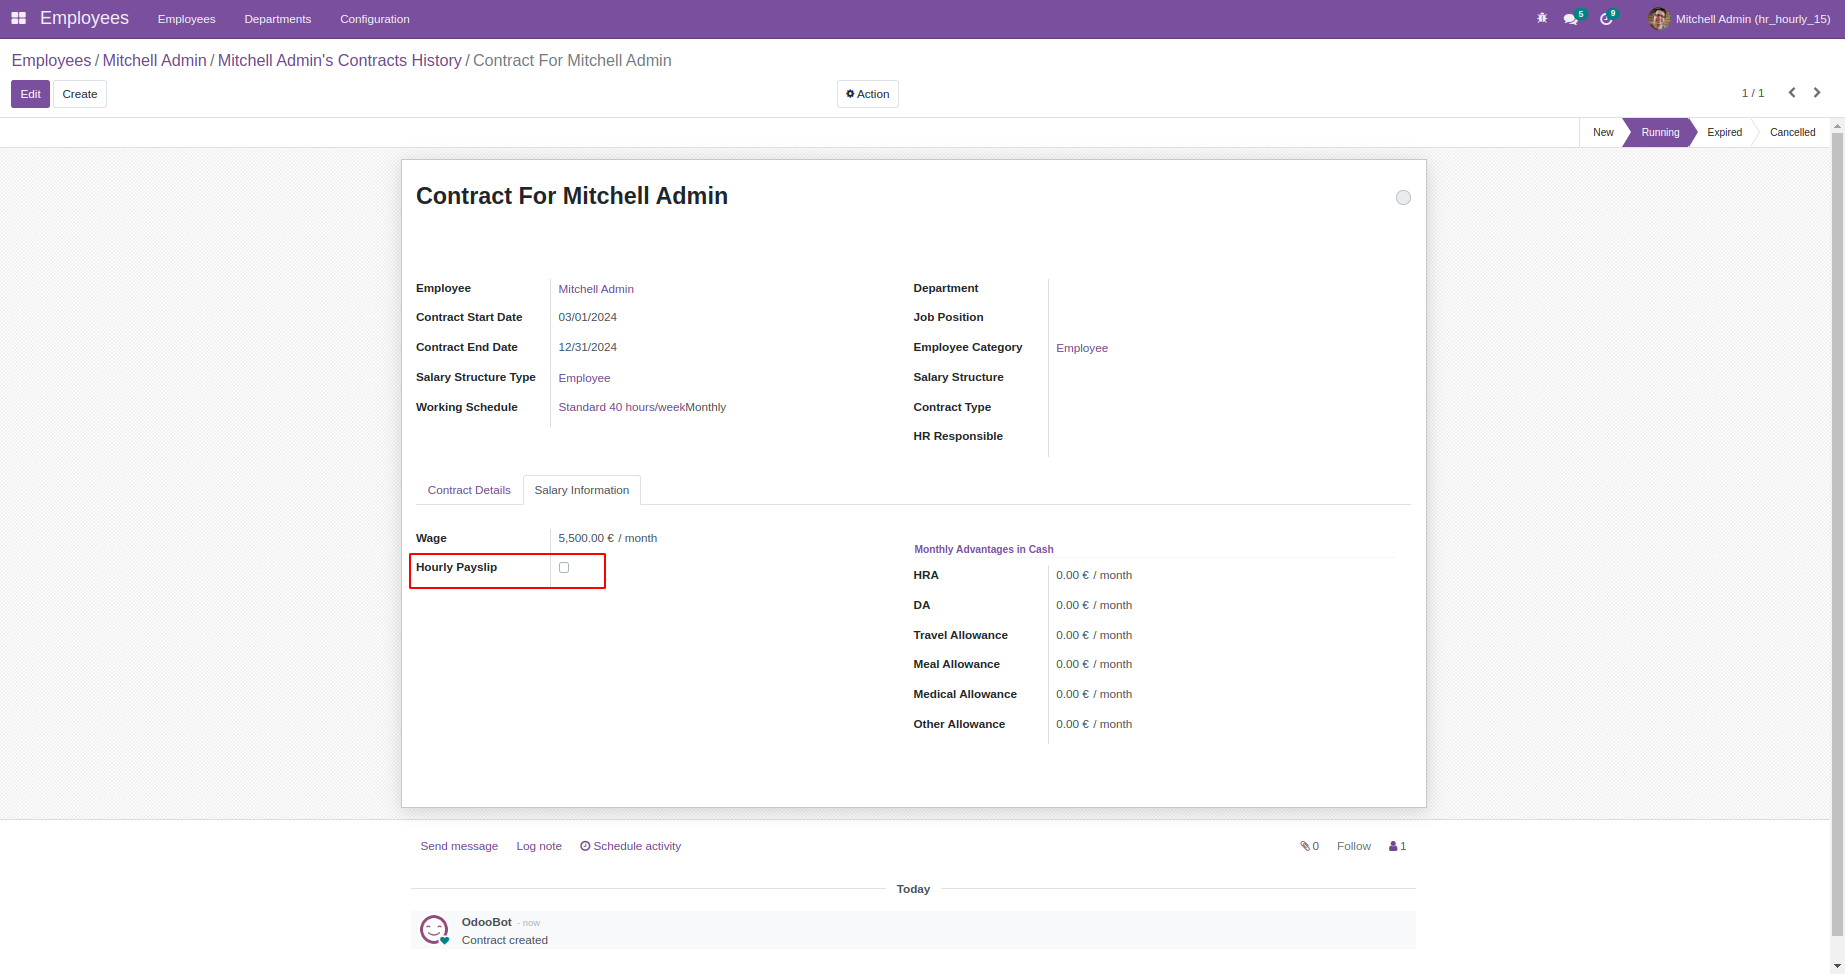 Employees Employees Departments Configuration 5 9 Mitchell Admin (hr_hourly_15)
Employees / Mitchell Admin / Mitchell Admin's Contracts History / Contract For Mitchell Admin
Edit Create Action 1 / 1
New Running Expired Cancelled
Contract For Mitchell Admin
Employee Mitchell Admin
Contract Start Date 03/01/2024
Contract End Date 12/31/2024
Salary Structure Type Employee
Working Schedule Standard 40 hours/weekMonthly
Department
Job Position
Employee Category Employee
Salary Structure
Contract Type
HR Responsible
Contract Details Salary Information
Wage 5,500.00 € / month
Hourly Payslip
Monthly Advantages in Cash
HRA 0.00 € / month
DA 0.00 € / month
Travel Allowance 0.00 € / month
Meal Allowance 0.00 € / month
Medical Allowance 0.00 € / month
Other Allowance 0.00 € / month
Send message Log note Schedule activity 0 Follow 1
Today
OdooBot - now
Contract created